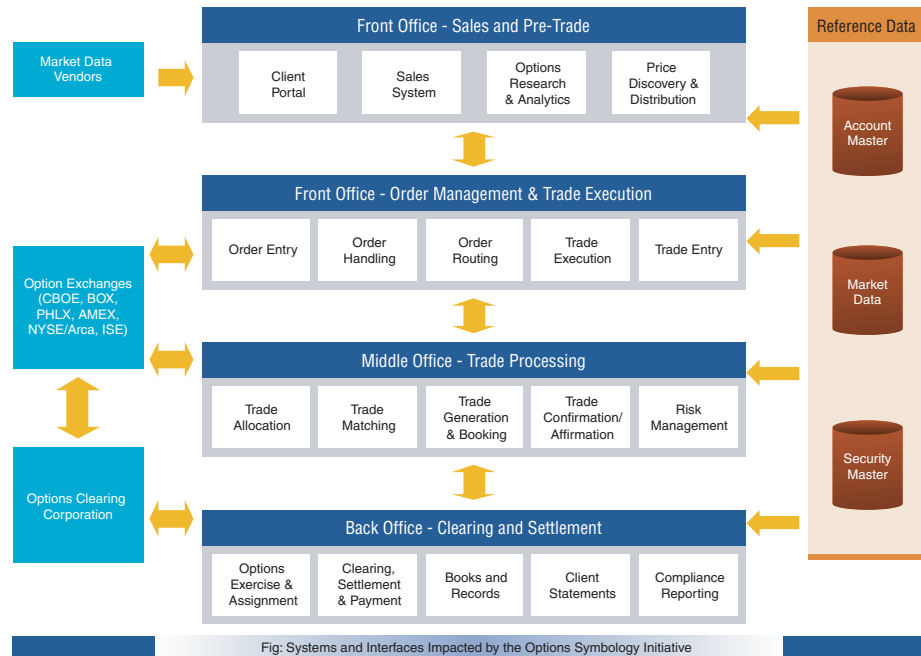 Front Office - Sales and Pre-Trade
Reference Data
Market Data
Vendors
Client
Portal
Sales
System
Options
Research
& Analytics
Price
Discovery &
Distribution
Account
Master
Front Office - Order Management & Trade Execution
Order Entry
Order
Handling
Order
Routing
Trade
Execution
Trade Entry
Option Exchanges
(CBOE, BOX,
PHLX, AMEX,
NYSE/Arca, ISE)
Market
Data
Middle Office - Trade Processing
Trade
Allocation
Trade
Matching
Trade
Generation
& Booking
Trade
Confirmation/
Affirmation
Risk
Management
Security
Master
Options Clearing
Corporation
Back Office - Clearing and Settlement
Options
Exercise &
Assignment
Clearing,
Settlement
& Payment
Books and
Records
Client
Statements
Compliance
Reporting
Fig: Systems and Interfaces Impacted by the Options Symbology Initiative